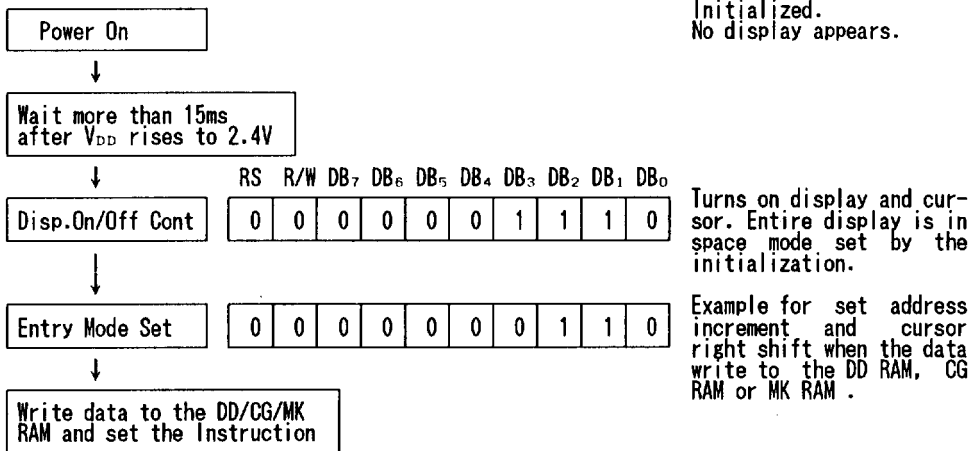 Initialized.
Power On
No display appears.
↓
Wait more than 15ms
after VDD rises to 2.4V
↓
RS R/W DB7 DB6 DB5 DB4 DB3 DB2 DB1 DB0
Disp.On/Off Cont 0 0 0 0 0 0 1 1 1 0
Turns on display and cur-
sor. Entire display is in
space mode set by the
initialization.
↓
Entry Mode Set 0 0 0 0 0 0 0 1 1 0
Example for set address
increment and cursor
right shift when the data
write to the DD RAM, CG
RAM or MK RAM .
↓
Write data to the DD/CG/MK
RAM and set the Instruction